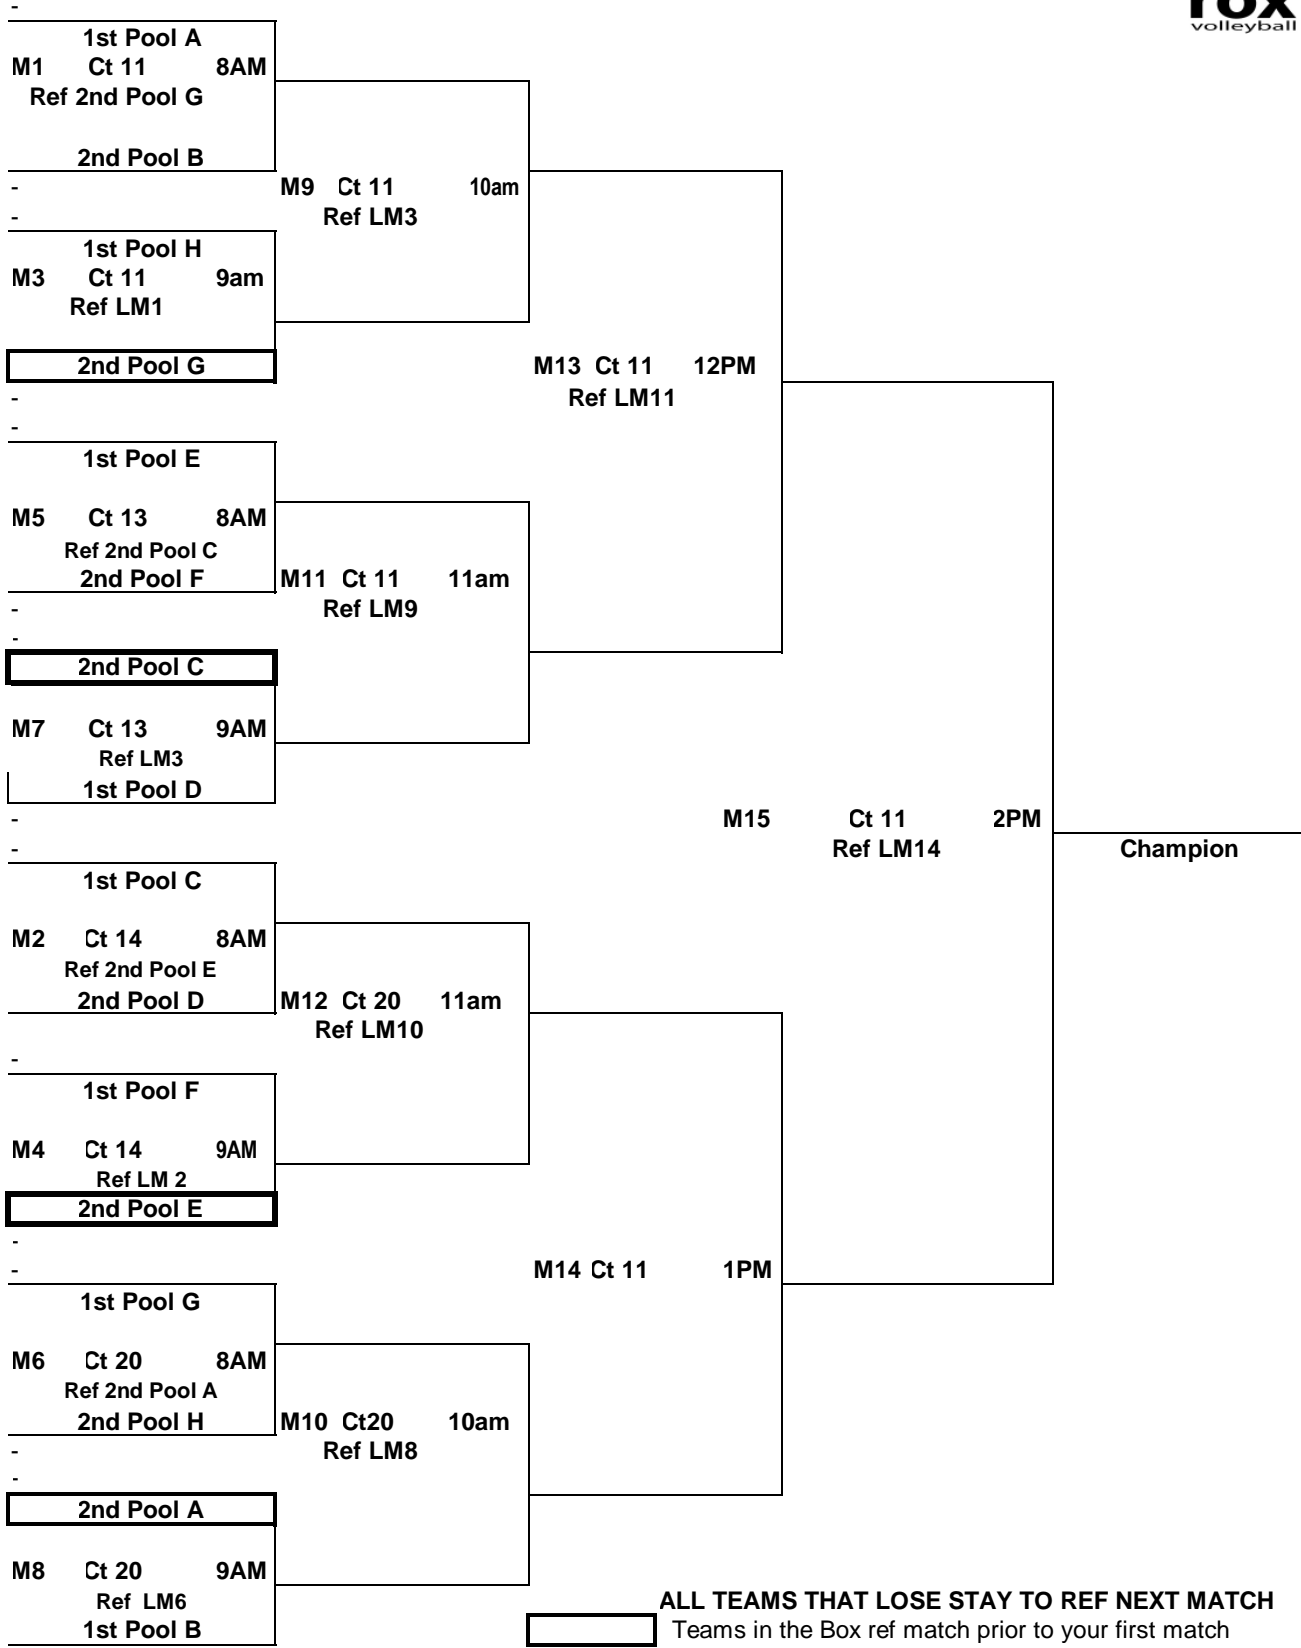 -
rox
volleyball
1st Pool A
M1 Ct 11 8AM
Ref 2nd Pool G
2nd Pool B
-
M9 Ct 11 10am
-
Ref LM3
1st Pool H
M3 Ct 11 9am
Ref LM1
2nd Pool G
M13 Ct 11 12PM
-
Ref LM11
-
1st Pool E
M5 Ct 13 8AM
Ref 2nd Pool C
2nd Pool F
M11 Ct 11 11am
-
Ref LM9
-
2nd Pool C
M7 Ct 13 9AM
Ref LM3
1st Pool D
-
M15 Ct 11 2PM
-
Ref LM14
Champion
1st Pool C
M2 Ct 14 8AM
Ref 2nd Pool E
2nd Pool D
M12 Ct 20 11am
Ref LM10
-
1st Pool F
M4 Ct 14 9AM
Ref LM 2
2nd Pool E
-
-
M14 Ct 11 1PM
1st Pool G
M6 Ct 20 8AM
Ref 2nd Pool A
2nd Pool H
M10 Ct20 10am
-
Ref LM8
-
2nd Pool A
M8 Ct 20 9AM
Ref LM6
1st Pool B
ALL TEAMS THAT LOSE STAY TO REF NEXT MATCH
Teams in the Box ref match prior to your first match